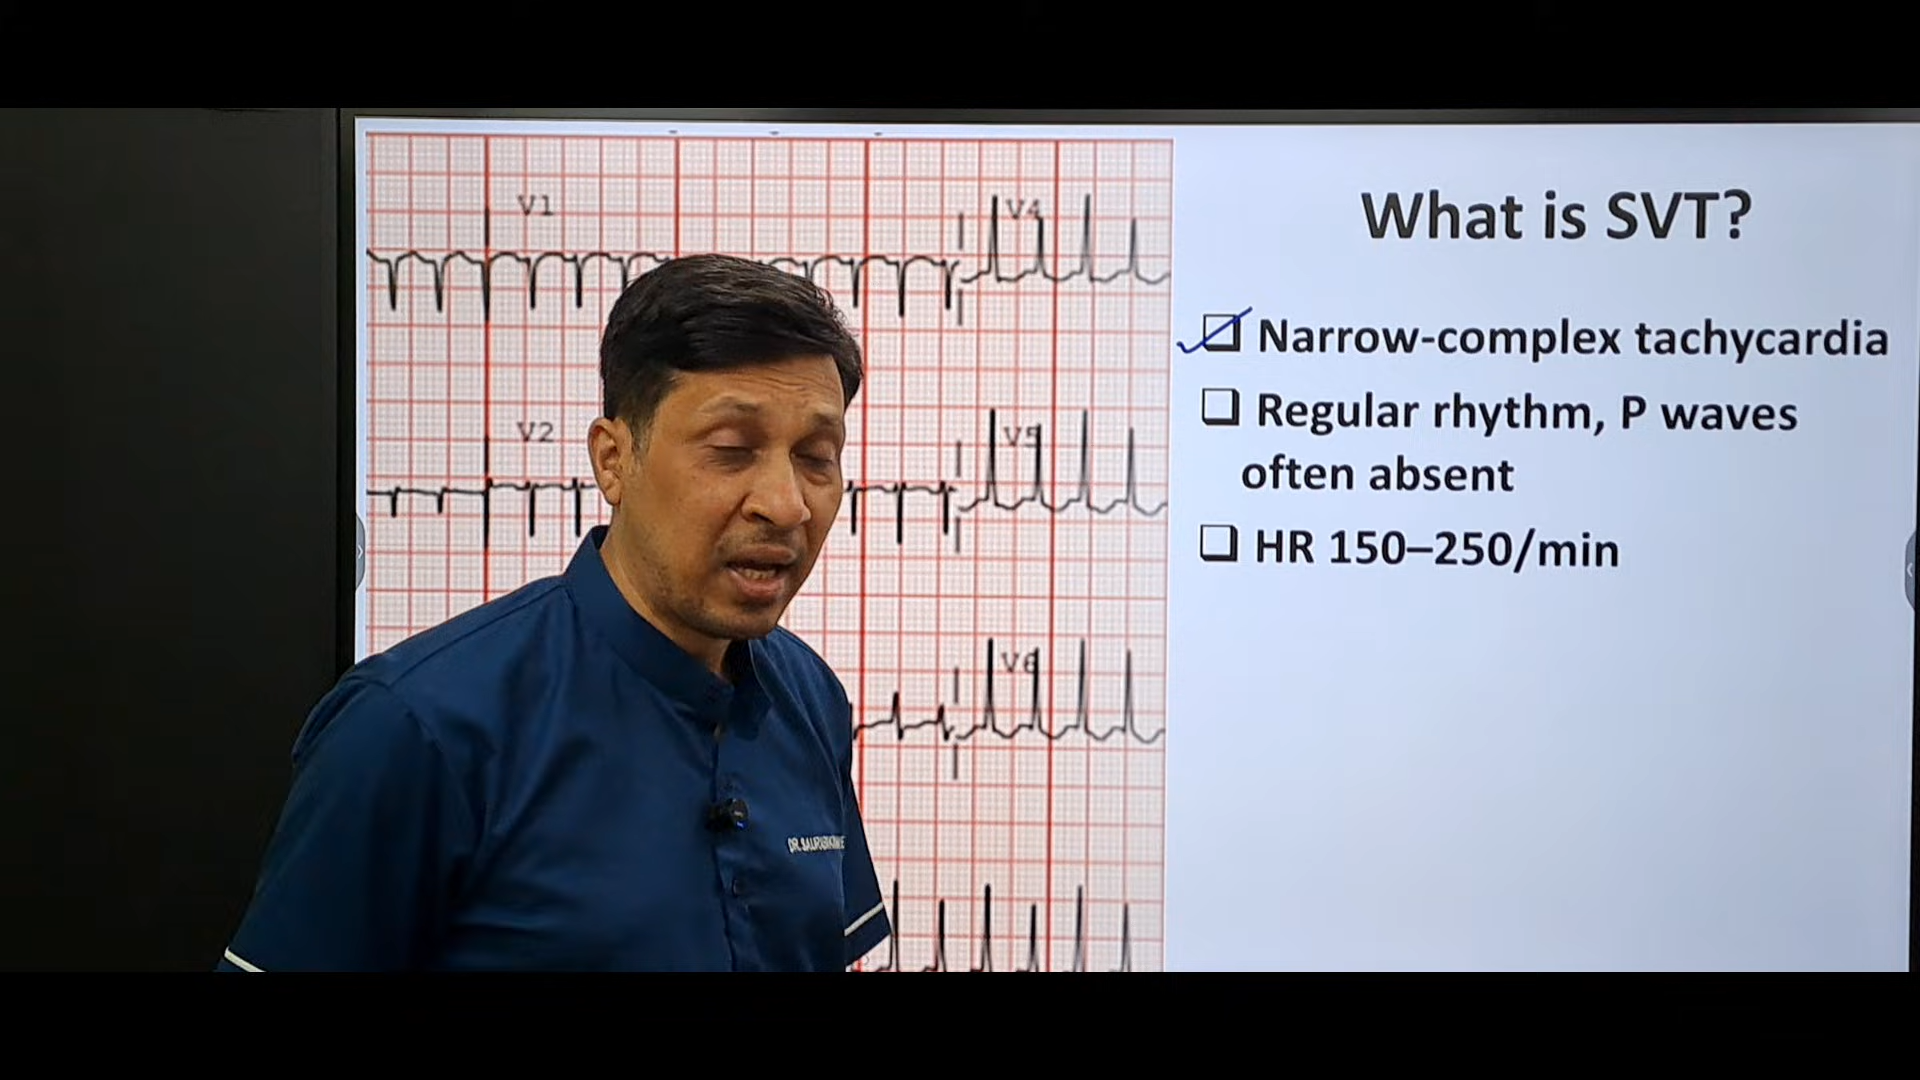 V1
V4
What is SVT?
Narrow-complex tachycardia
V2
V5
Regular rhythm, P waves
often absent
HR 150–250/min
V6
DR.